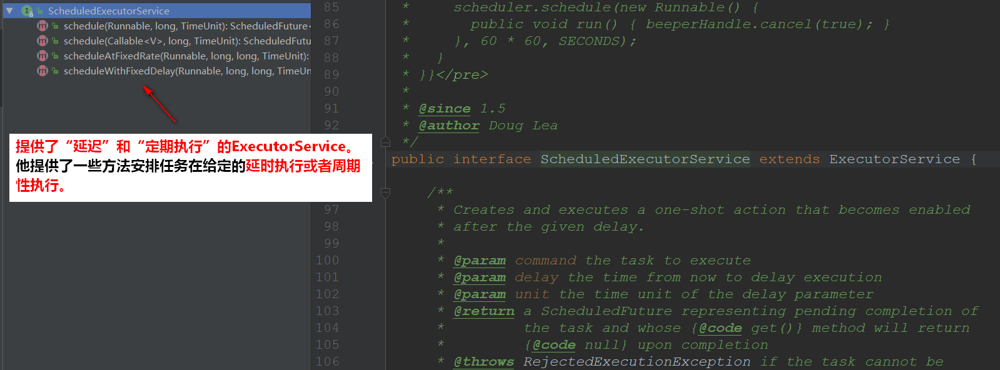 ScheduledExecutorService
schedule(Runnable, long, TimeUnit): ScheduledFuture<
schedule(Callable<V>, long, TimeUnit): ScheduledFutu
scheduleAtFixedRate(Runnable, long, long, TimeUnit):
scheduleWithFixedDelay(Runnable, long, long, TimeUn
提供了“延迟”和“定期执行”的ExecutorService。
他提供了一些方法安排任务在给定的延时执行或者周期
性执行。
85 * scheduler.schedule(new Runnable() {
86 * public void run() { beeperHandle.cancel(true); }
87 * }, 60 * 60, SECONDS);
88 * }
89 * }}</pre>
90 *
91 * @since 1.5
92 * @author Doug Lea
*/
public interface ScheduledExecutorService extends ExecutorService {
/**
97 * Creates and executes a one-shot action that becomes enabled
98 * after the given delay.
99 *
100 * @param command the task to execute
101 * @param delay the time from now to delay execution
102 * @param unit the time unit of the delay parameter
103 * @return a ScheduledFuture representing pending completion of
104 * the task and whose {@code get()} method will return
105 * {@code null} upon completion
106 * @throws RejectedExecutionException if the task cannot be